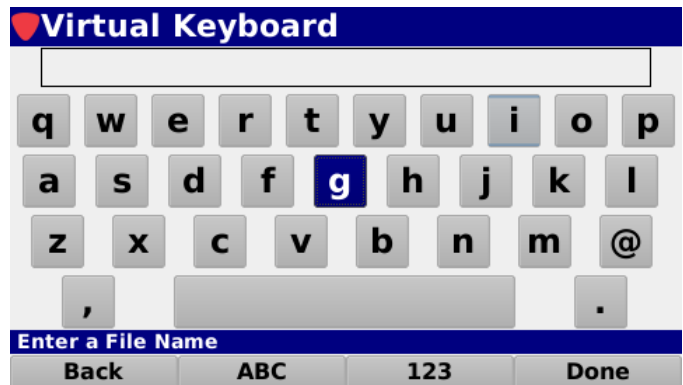 Virtual Keyboard
q w e r t y u i o p
a s d f g h j k l
z x c v b n m @
, .
Enter a File Name
Back ABC 123 Done